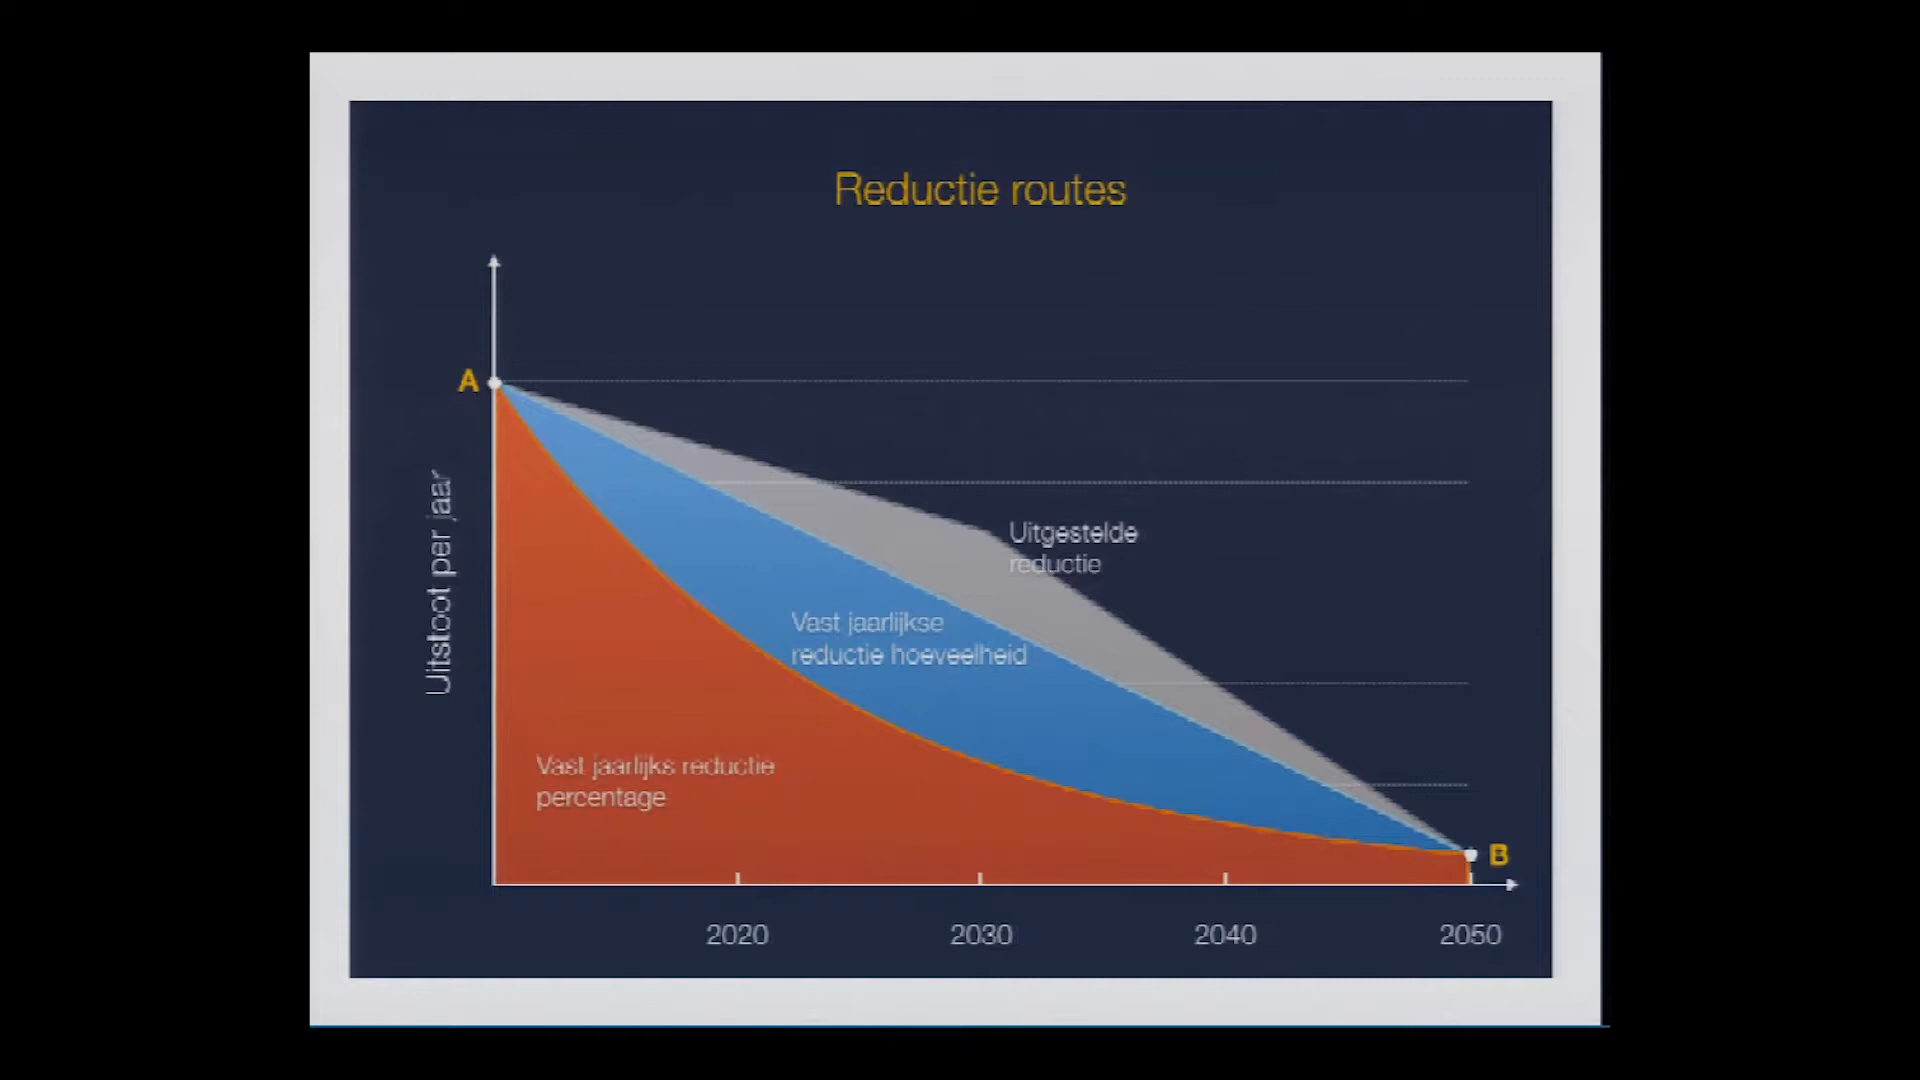 Reductie routes
A
Uitstoot per jaar
Uitgestelde
reductie
Vast jaarlijkse
reductie hoeveelheid
Vast jaarlijks reductie
percentage
B
2020 2030 2040 2050